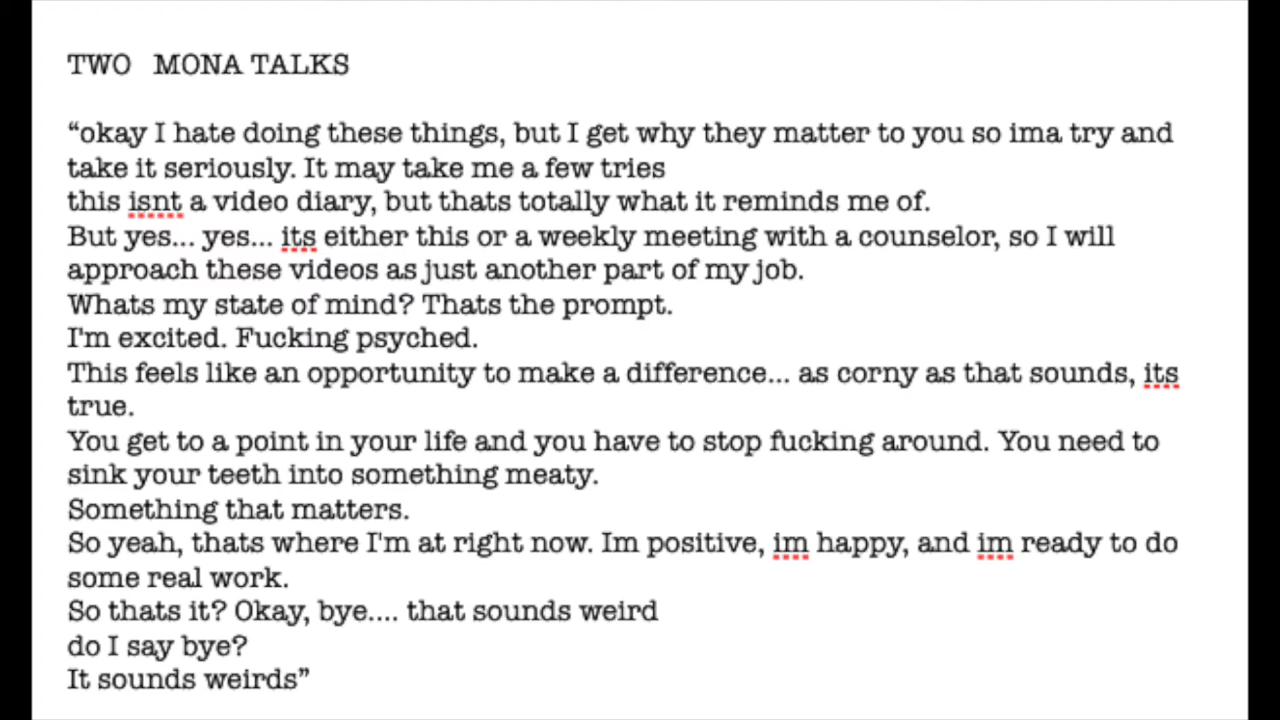 TWO   MONA TALKS
“okay I hate doing these things, but I get why they matter to you so ima try and
take it seriously. It may take me a few tries
this isnt a video diary, but thats totally what it reminds me of.
But yes... yes... its either this or a weekly meeting with a counselor, so I will
approach these videos as just another part of my job.
Whats my state of mind? Thats the prompt.
I'm excited. Fucking psyched.
This feels like an opportunity to make a difference... as corny as that sounds, its
true.
You get to a point in your life and you have to stop fucking around. You need to
sink your teeth into something meaty.
Something that matters.
So yeah, thats where I'm at right now. Im positive, im happy, and im ready to do
some real work.
So thats it? Okay, bye.... that sounds weird
do I say bye?
It sounds weirds”